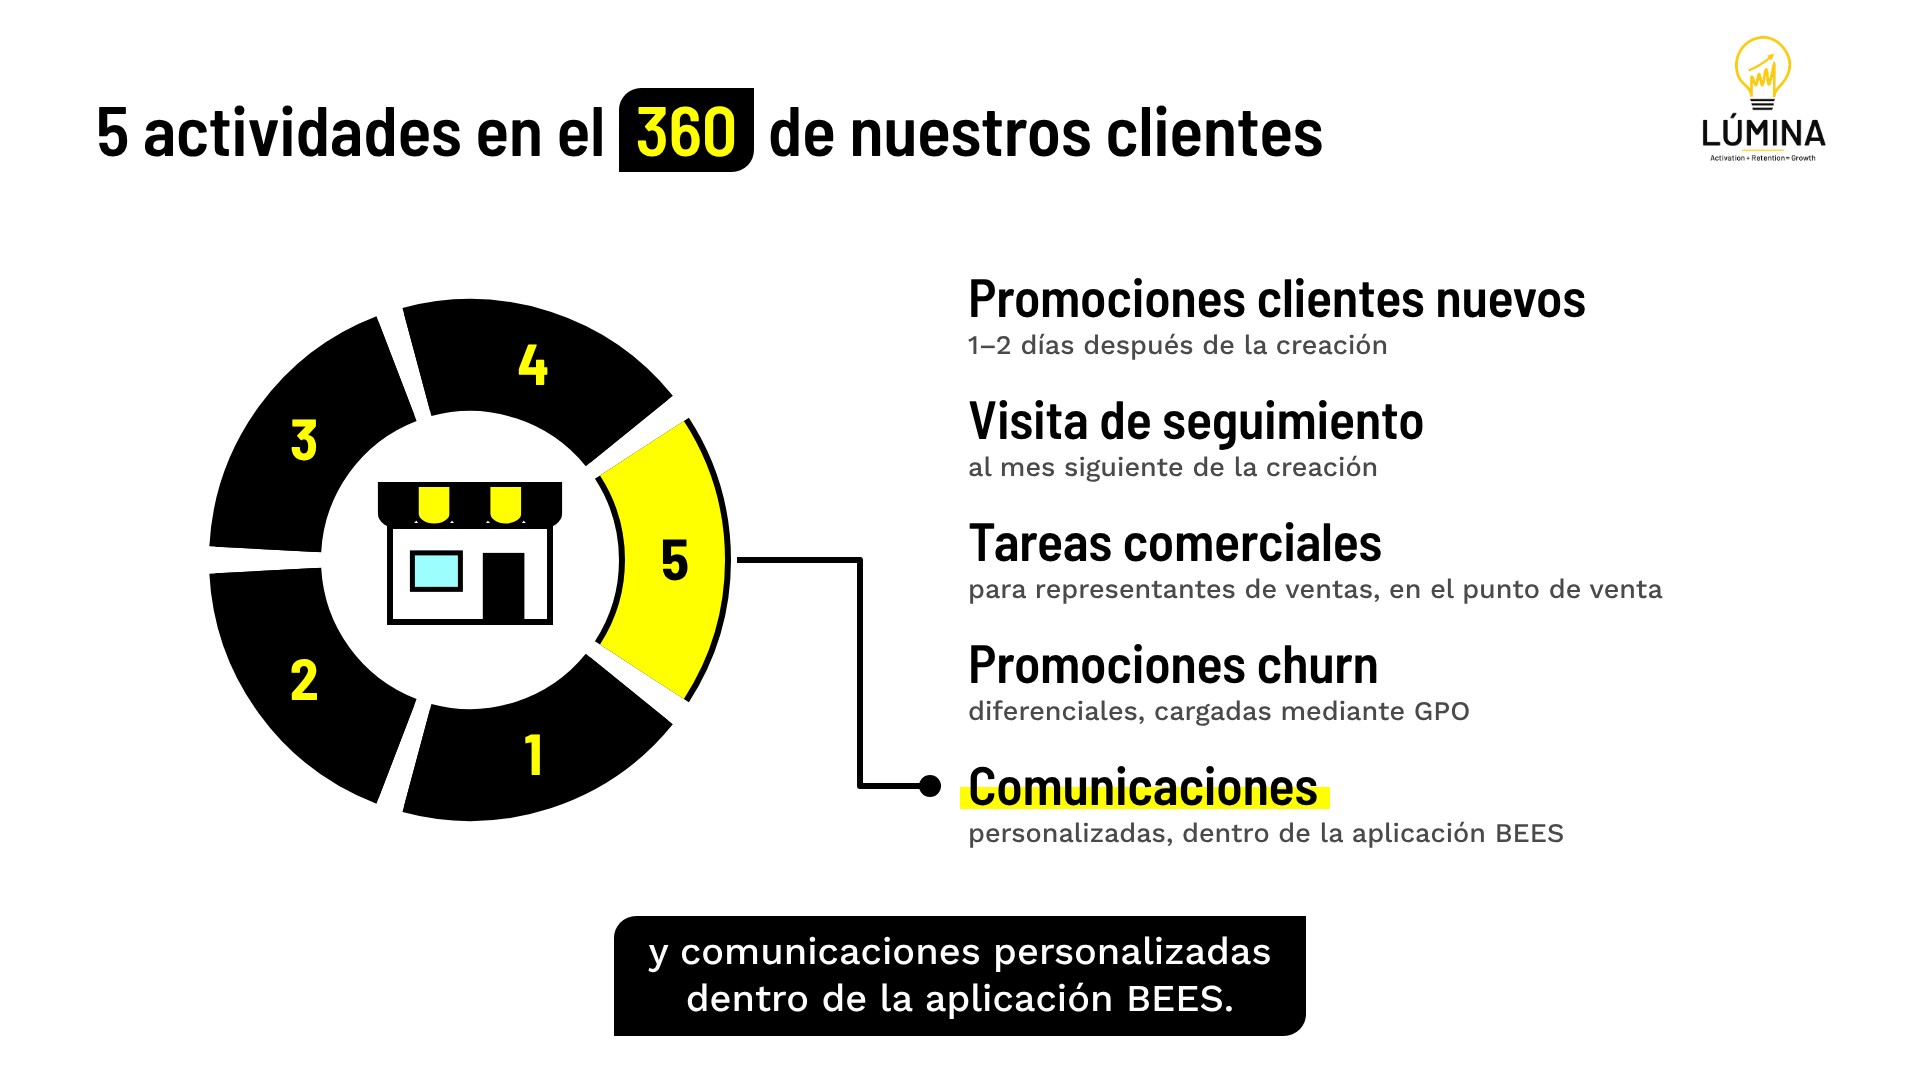 5 actividades en el 360 de nuestros clientes
LÚMINA
Activation + Retention = Growth
4
3
5
2
1
Promociones clientes nuevos
1–2 días después de la creación
Visita de seguimiento
al mes siguiente de la creación
Tareas comerciales
para representantes de ventas, en el punto de venta
Promociones churn
diferenciales, cargadas mediante GPO
Comunicaciones
personalizadas, dentro de la aplicación BEES
y comunicaciones personalizadas
dentro de la aplicación BEES.